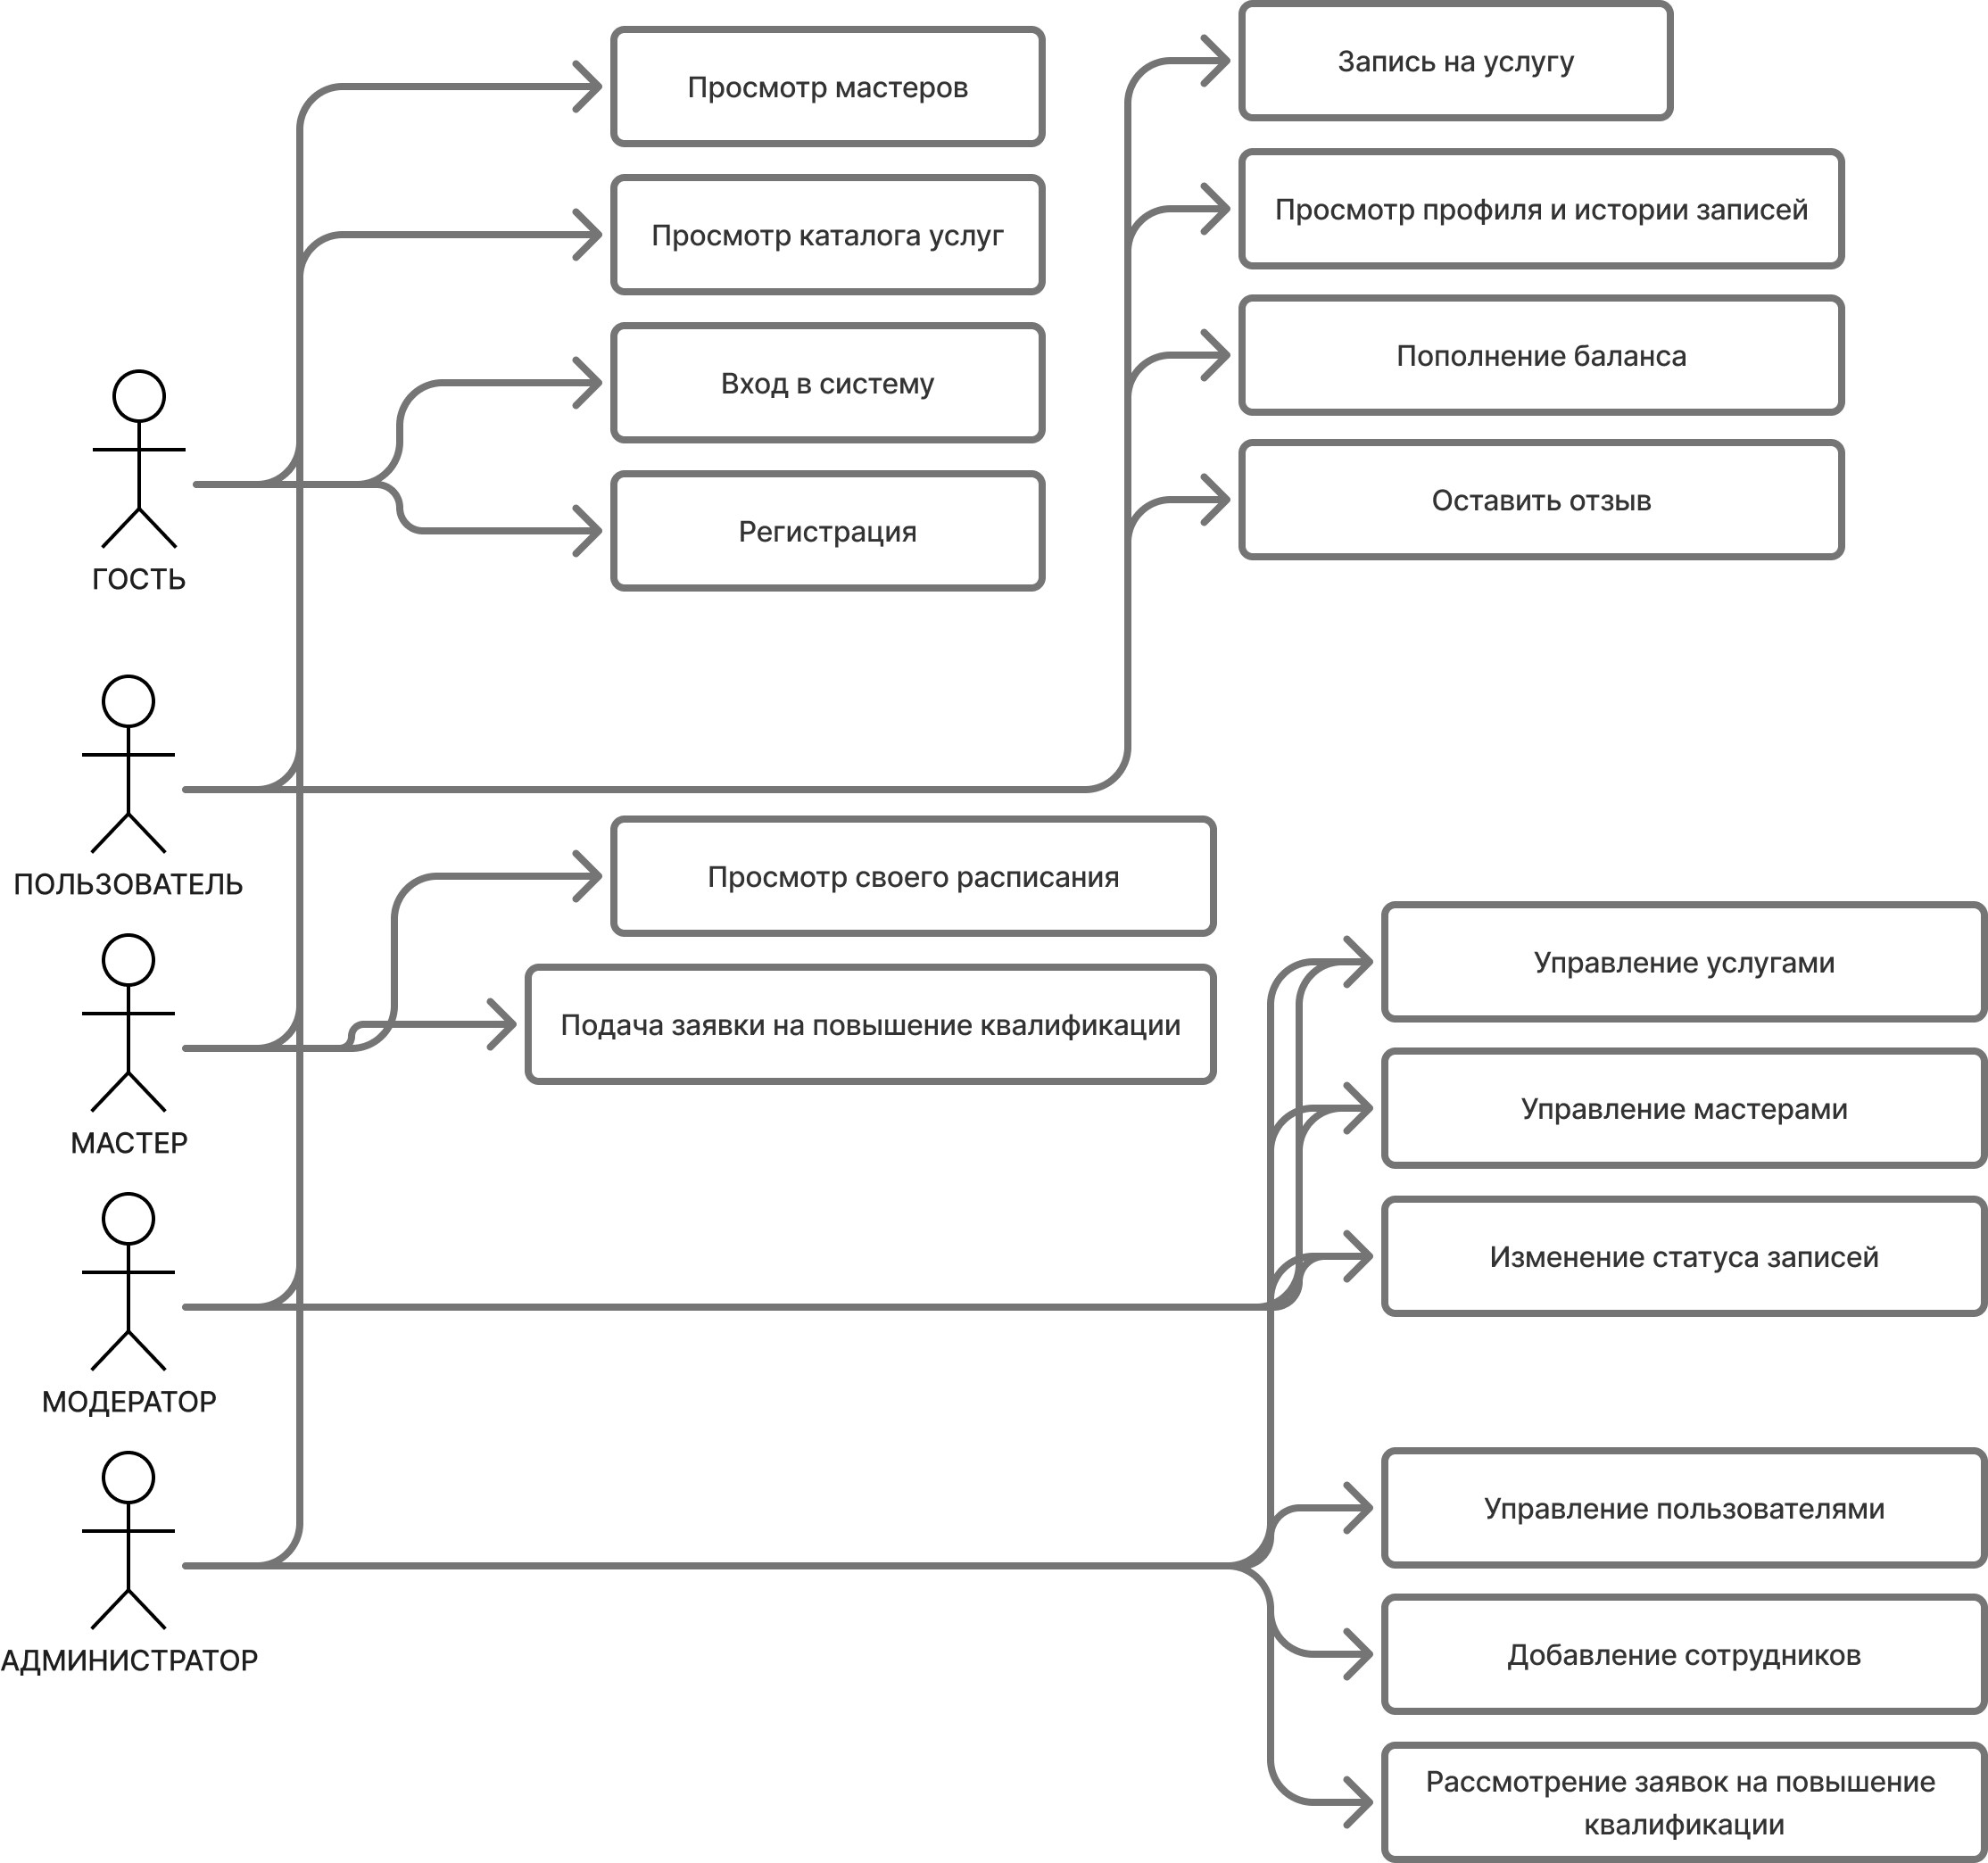 Просмотр мастеров
Просмотр каталога услуг
Вход в систему
Регистрация
Запись на услугу
Просмотр профиля и истории записей
Пополнение баланса
Оставить отзыв
ГОСТЬ
ПОЛЬЗОВАТЕЛЬ
Просмотр своего расписания
Подача заявки на повышение квалификации
МАСТЕР
Управление услугами
Управление мастерами
Изменение статуса записей
МОДЕРАТОР
Управление пользователями
Добавление сотрудников
Рассмотрение заявок на повышение
квалификации
АДМИНИСТРАТОР